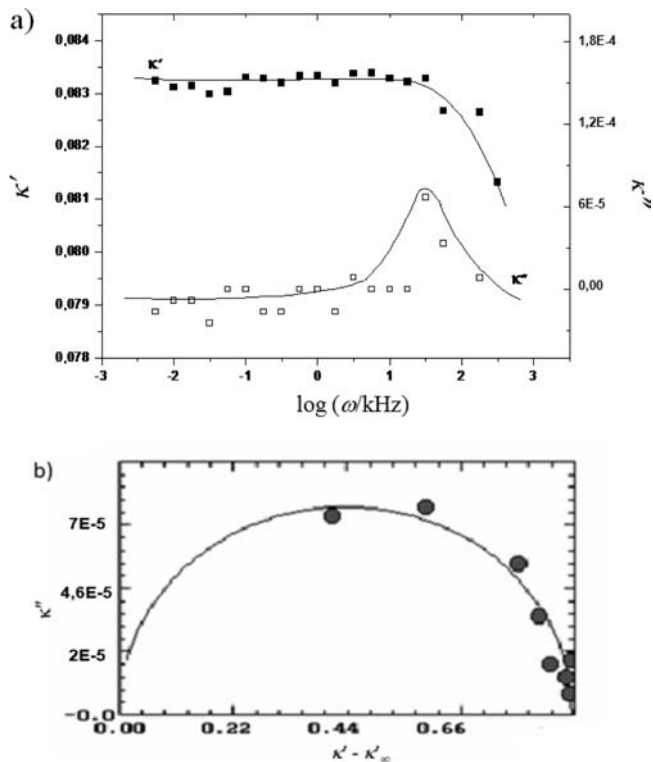 a)
0,084
0,083
0,082
0,081
0,080
0,079
0,078
κ'
κ'
κ''
1,8E-4
1,2E-4
6E-5
0,00
κ''
-3 -2 -1 0 1 2 3
log (ω/kHz)
b)
7E-5
4,6E-5
2E-5
-0.0
κ''
0.00 0.22 0.44 0.66
κ' - κ'∞